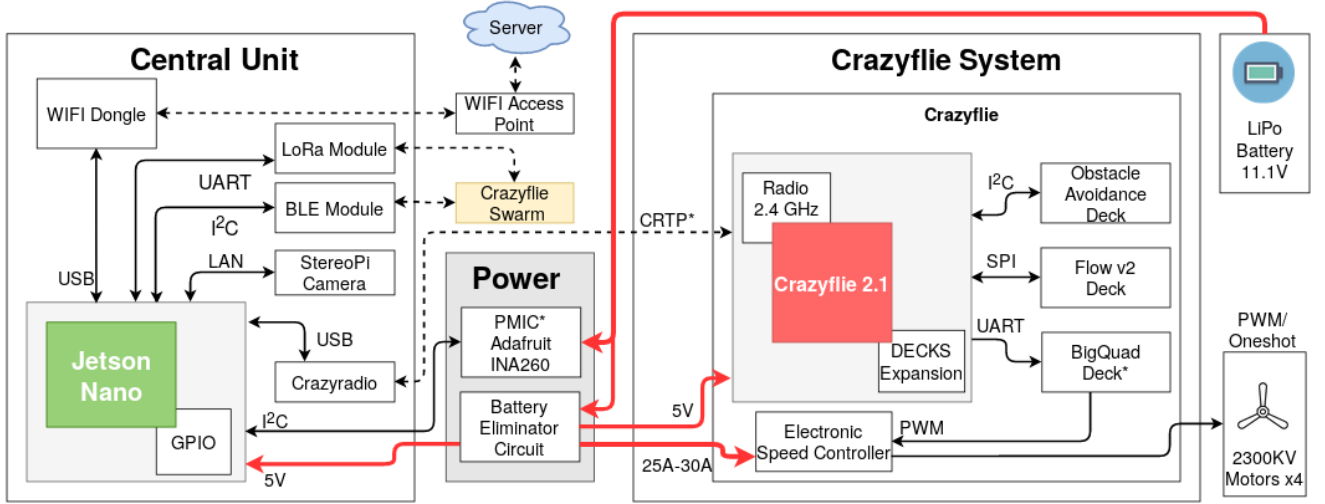 Server
Central Unit
WIFI Dongle
WIFI Access
Point
LoRa Module
UART
BLE Module
I²C
Crazyflie
Swarm
LAN
StereoPi
Camera
USB
Jetson
Nano
GPIO
USB
Crazyradio
I²C
5V
Power
PMIC*
Adafruit
INA260
Battery
Eliminator
Circuit
CRTP*
5V
25A-30A
Crazyflie System
Crazyflie
Radio
2.4 GHz
Crazyflie 2.1
DECKS
Expansion
I²C
Obstacle
Avoidance
Deck
SPI
Flow v2
Deck
UART
BigQuad
Deck*
Electronic
Speed Controller
PWM
LiPo
Battery
11.1V
PWM/
Oneshot
2300KV
Motors x4